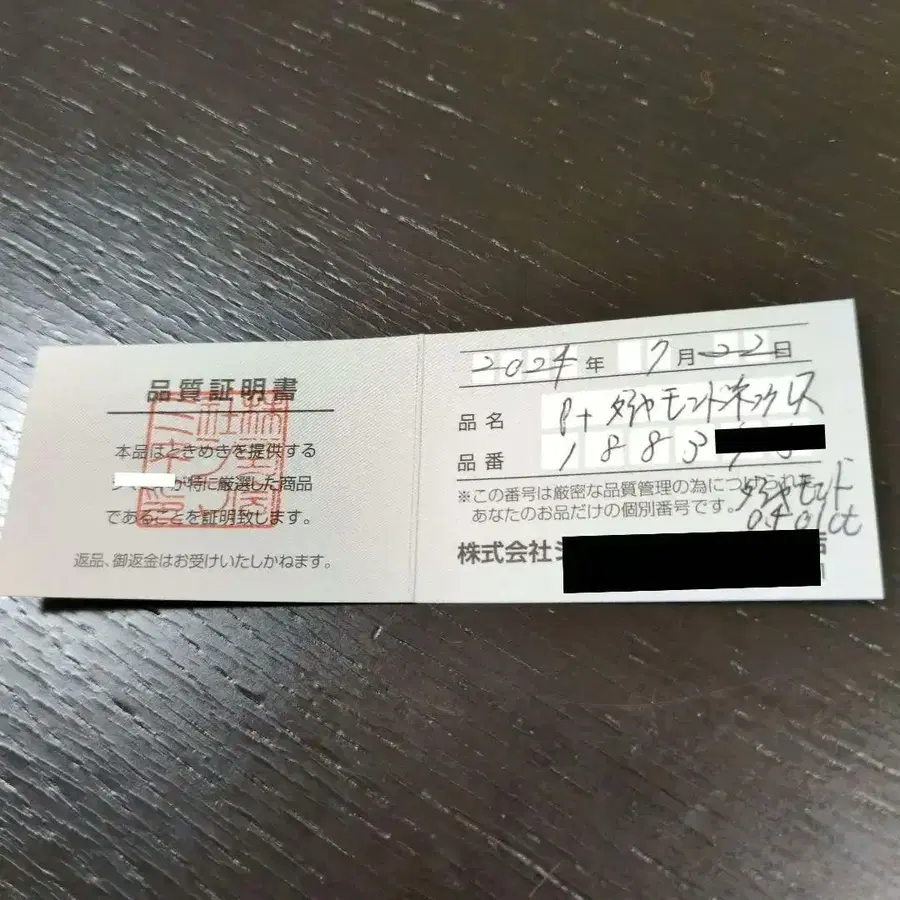 品質証明書
本品はときめきを提供する
が特に厳選した商品
であることを証明致します。
返品、御返金はお受けいたしかねます。
2024年 7月22日
品名 Pt ダイヤモンドネックレス
品番 1883
※この番号は厳密な品質管理の為につけられた
あなたのお品だけの個別番号です。
ダイヤモンド
0.401ct
株式会社